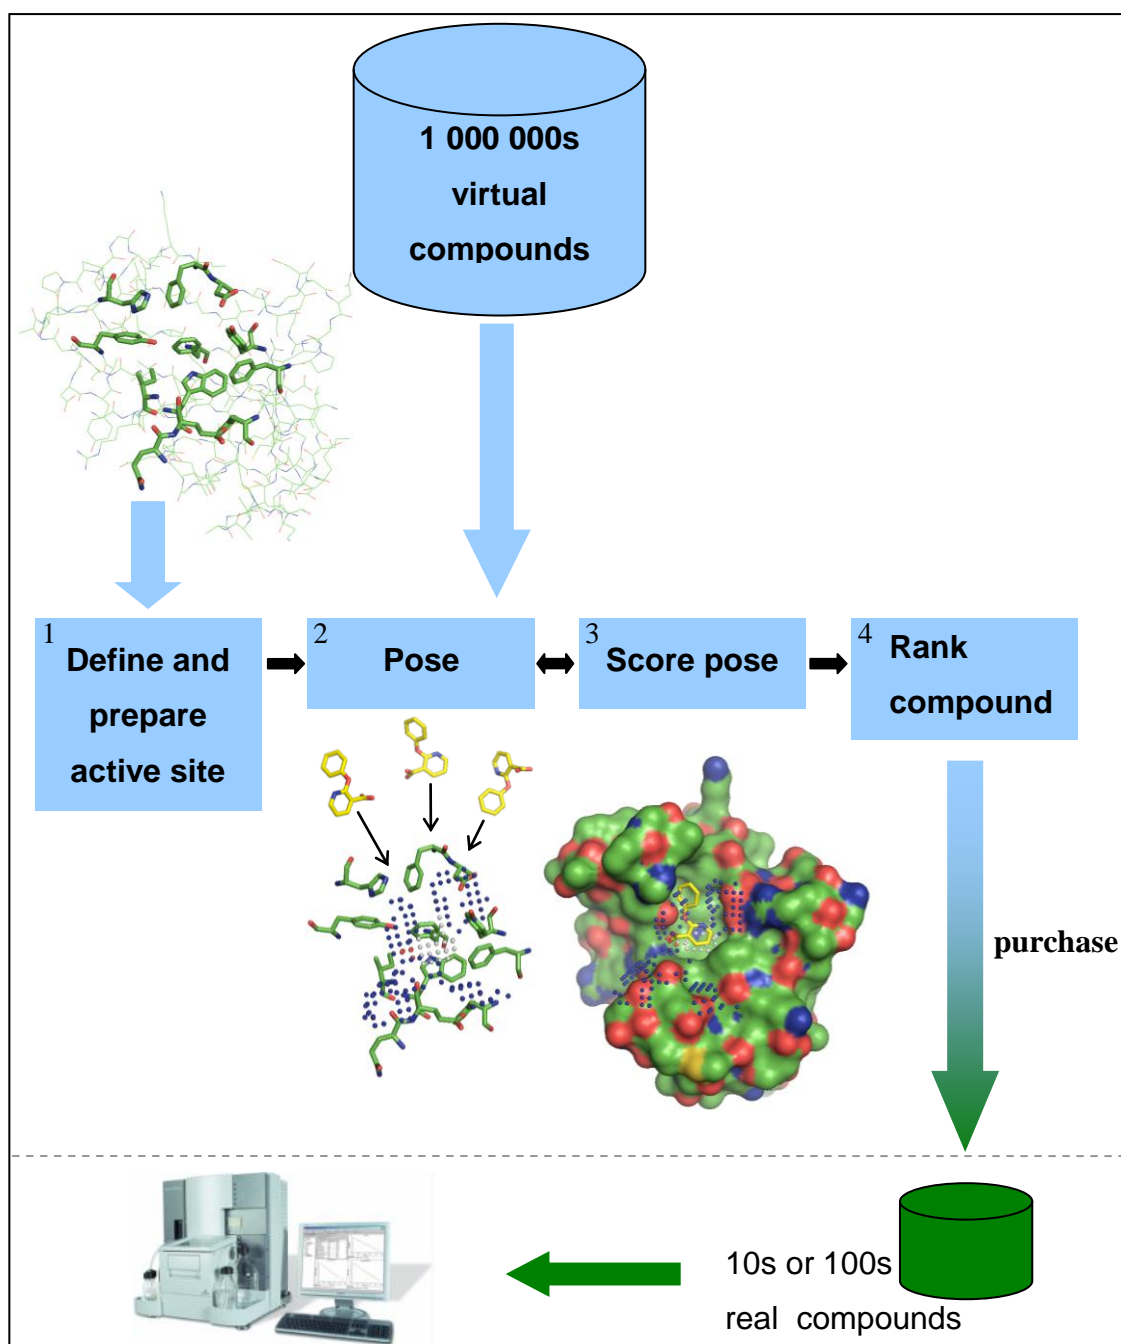 1 000 000s
virtual
compounds
1
Define and
prepare
active site
2
Pose
3
Score pose
4
Rank
compound
purchase
10s or 100s
real compounds